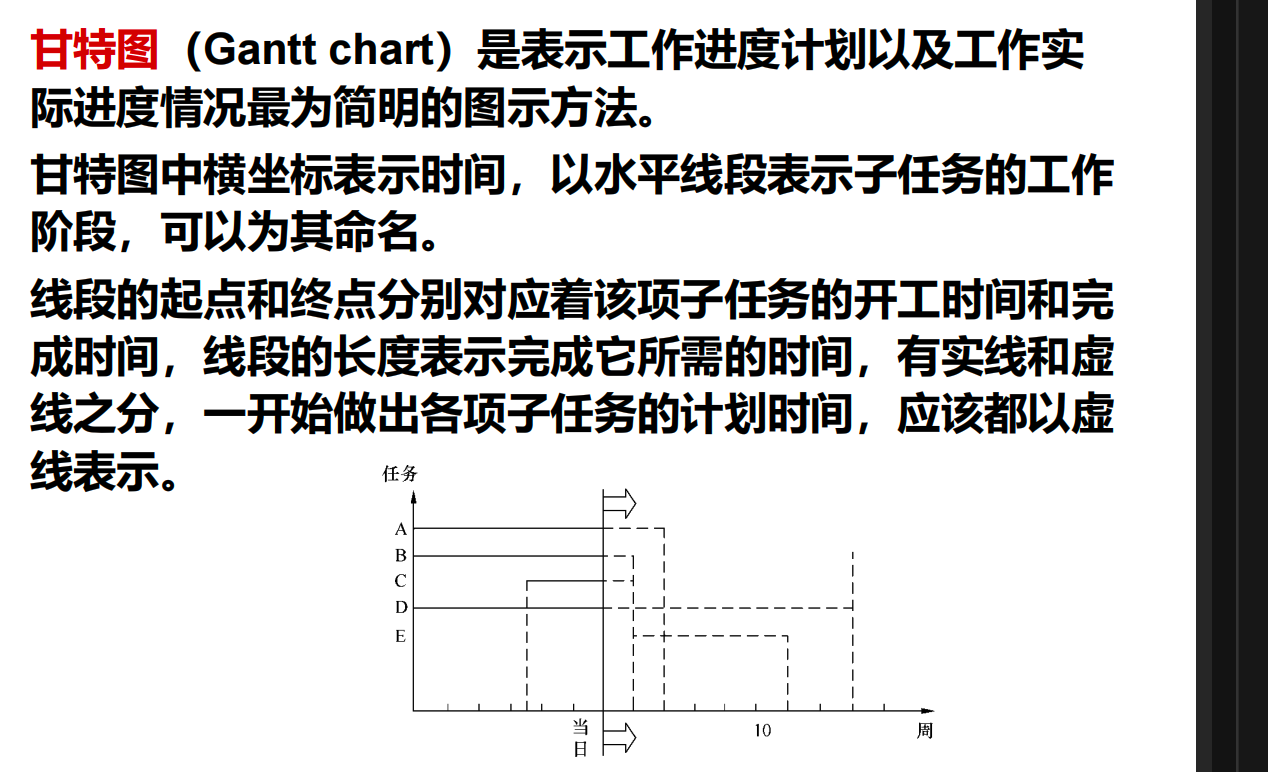 甘特图（Gantt chart）是表示工作进度计划以及工作实
际进度情况最为简明的图示方法。
甘特图中横坐标表示时间，以水平线段表示子任务的工作
阶段，可以为其命名。
线段的起点和终点分别对应着该项子任务的开工时间和完
成时间，线段的长度表示完成它所需的时间，有实线和虚
线之分，一开始做出各项子任务的计划时间，应该都以虚
线表示。
任务
A
B
C
D
E
当
日
10
周